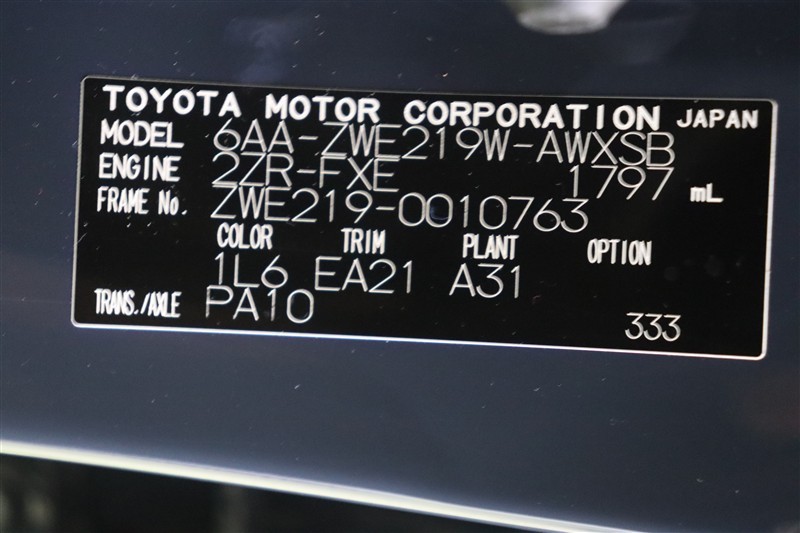 TOYOTA MOTOR CORPORATION JAPAN
MODEL 6AA-ZWE219W-AWXSB
ENGINE 2ZR-FXE 1797 mL
FRAME No. ZWE219-0010763
COLOR TRIM PLANT OPTION
1L6 EA21 A31
TRANS./AXLE PA10
333